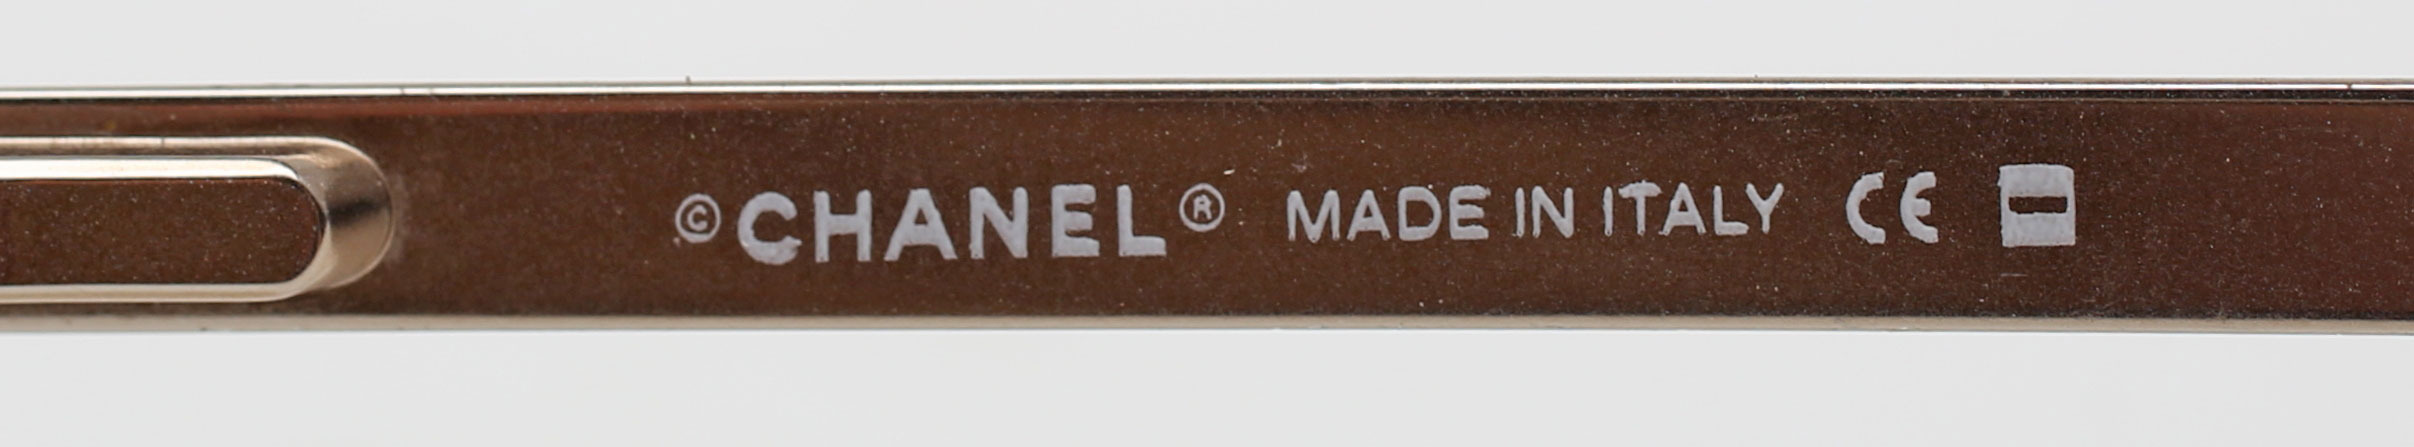 ©CHANEL® MADE IN ITALY CE